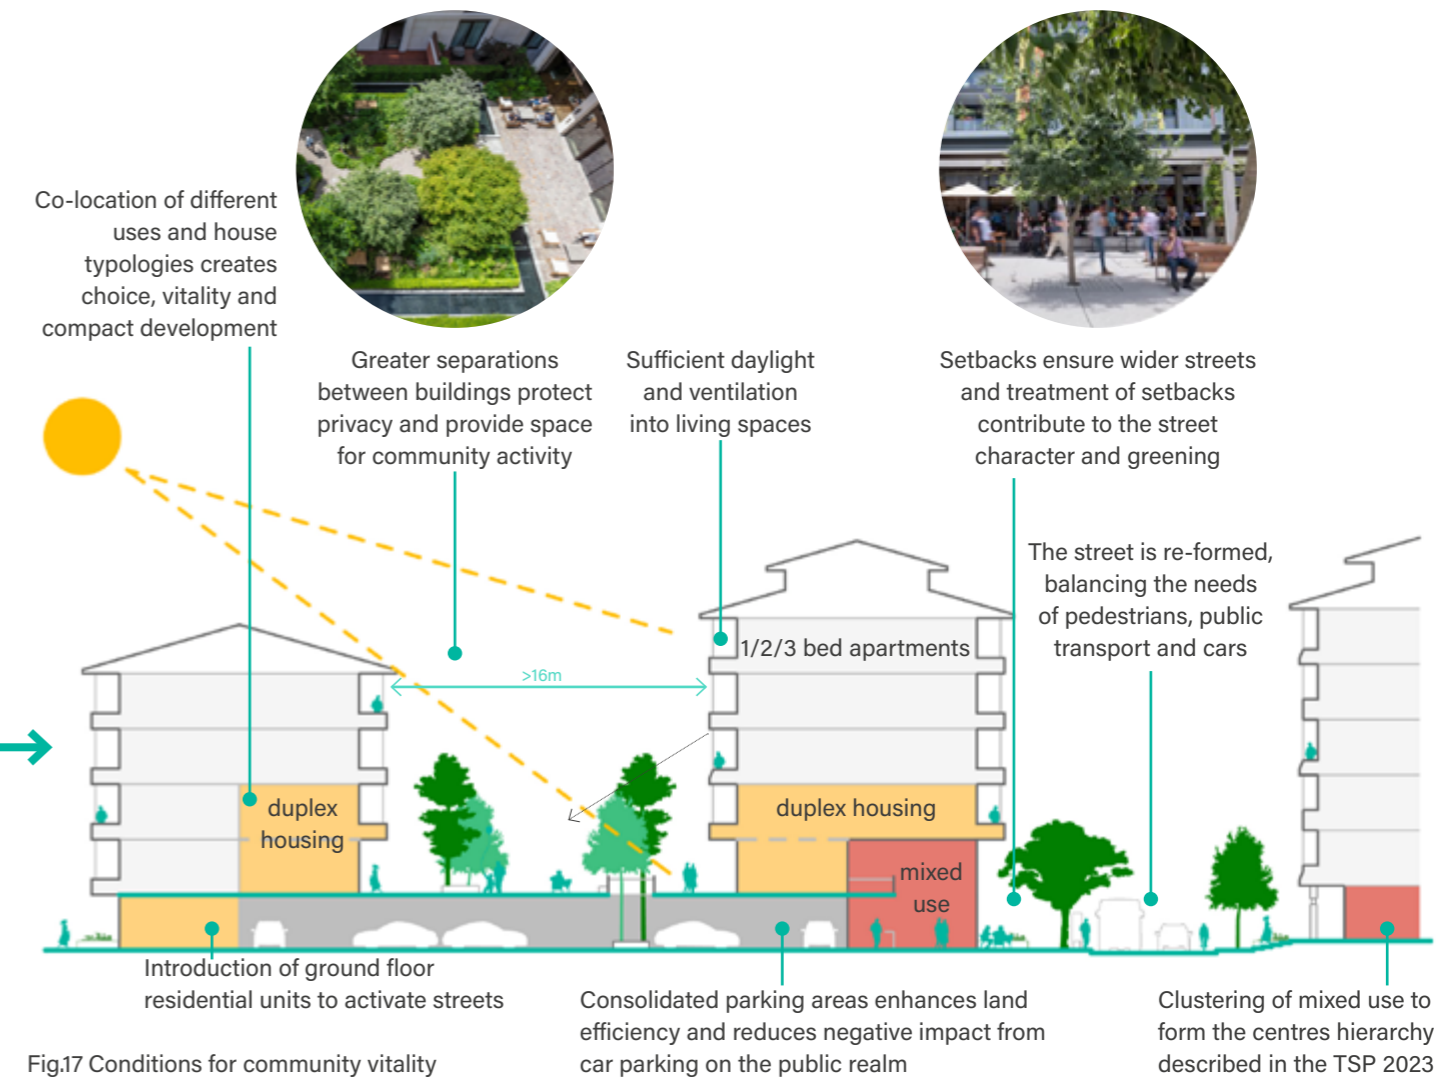 Co-location of different
uses and house
typologies creates
choice, vitality and
compact development
Greater separations
between buildings protect
privacy and provide space
for community activity
Sufficient daylight
and ventilation
into living spaces
Setbacks ensure wider streets
and treatment of setbacks
contribute to the street
character and greening
The street is re-formed,
balancing the needs
of pedestrians, public
transport and cars
>16m
1/2/3 bed apartments
duplex
housing
duplex housing
mixed
use
Introduction of ground floor
residential units to activate streets
Consolidated parking areas enhances land
efficiency and reduces negative impact from
car parking on the public realm
Clustering of mixed use to
form the centres hierarchy
described in the TSP 2023
Fig.17 Conditions for community vitality